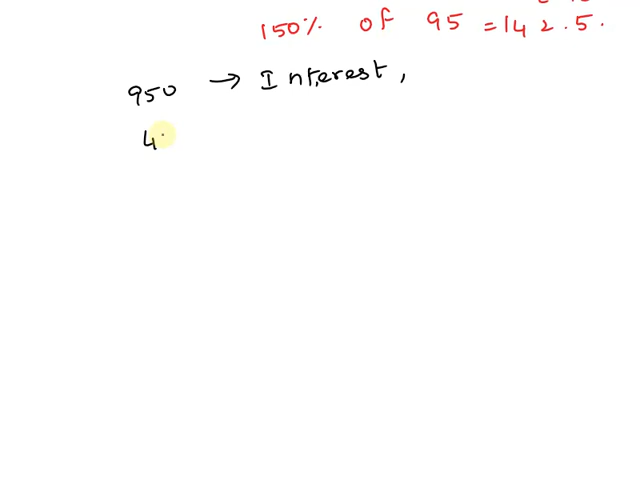 150% of 95 = 142.5.
950 → Interest,
4